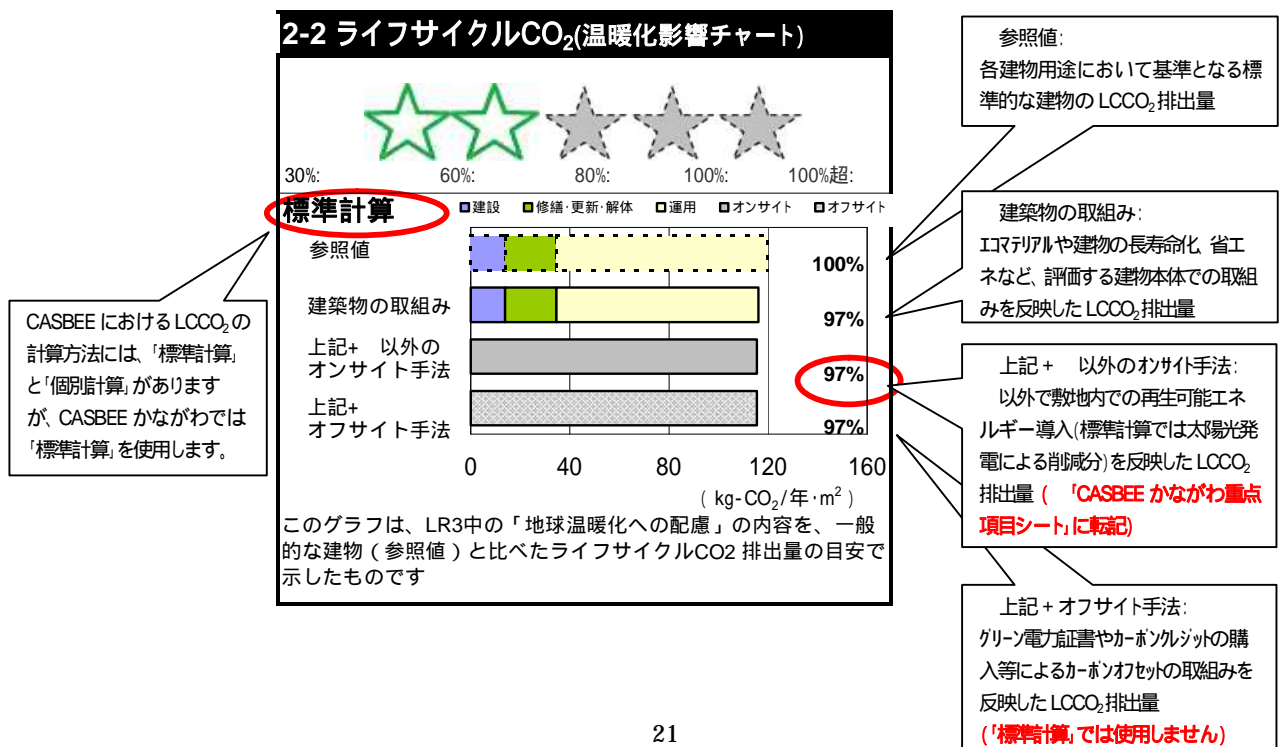 2-2 ライフサイクルCO2(温暖化影響チャート)
30%: 60%: 80%: 100%: 100%超:
標準計算
建設 修繕・更新・解体 運用 オンサイト オフサイト
参照値 100%
建築物の取組み 97%
上記+ 以外の
オンサイト手法 97%
上記+
オフサイト手法 97%
0 40 80 120 160
( kg-CO2/年・m2 )
このグラフは、LR3中の「地球温暖化への配慮」の内容を、一般
的な建物(参照値)と比べたライフサイクルCO2 排出量の目安で
示したものです
CASBEE における LCCO2の
計算方法には、「標準計算」
と「個別計算」があります
が、CASBEE かながわでは
「標準計算」を使用します。
参照値:
各建物用途において基準となる標
準的な建物の LCCO2排出量
建築物の取組み:
エコマテリアルや建物の長寿命化、省エ
ネなど、評価する建物本体での取組
みを反映した LCCO2排出量
上記+ 以外のオンサイト手法:
以外で敷地内での再生可能エネ
ルギー導入(標準計算では太陽光発
電による削減分)を反映した LCCO2
排出量( 「CASBEE かながわ重点
項目シート」に転記)
上記+オフサイト手法:
グリーン電力証書やカーボンクレジットの購
入等によるカーボンオフセットの取組みを
反映した LCCO2排出量
(「標準計算」では使用しません)
21